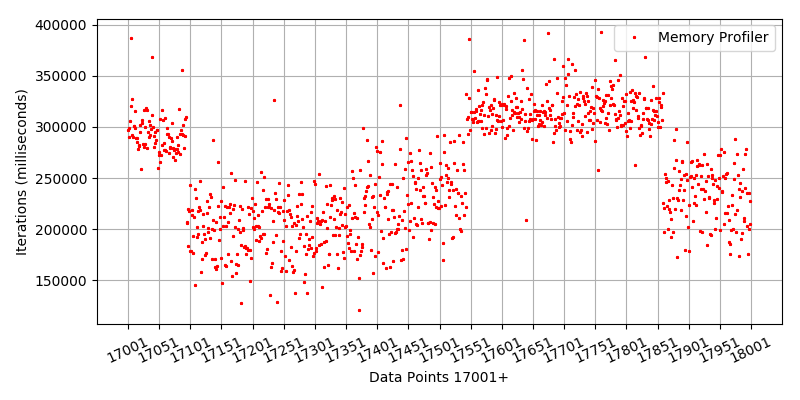 400000
350000
300000
250000
200000
150000
Iterations (milliseconds)
Memory Profiler
17001 17051 17101 17151 17201 17251 17301 17351 17401 17451 17501 17551 17601 17651 17701 17751 17801 17851 17901 17951 18001
Data Points 17001+